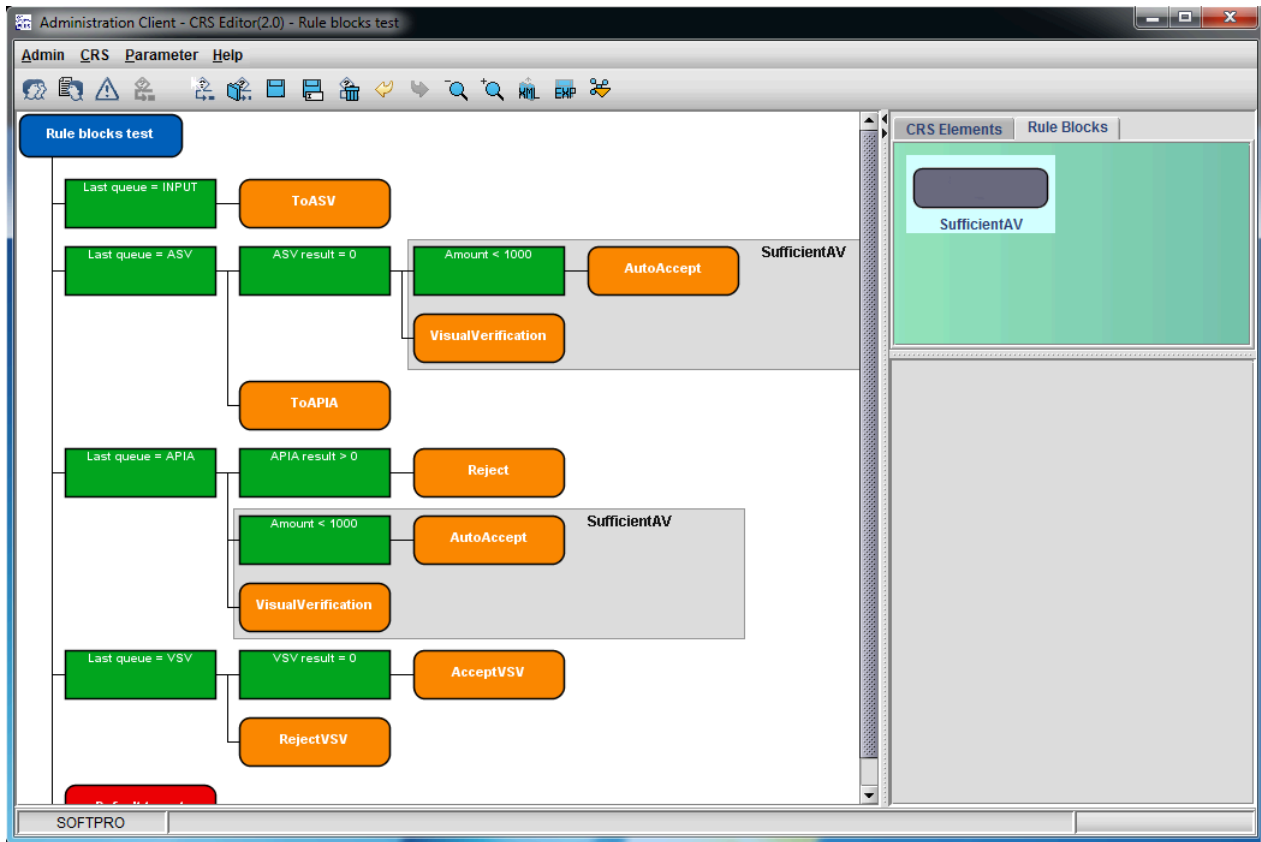 Administration Client - CRS Editor(2.0) - Rule blocks test
Admin CRS Parameter Help
XML EXP
CRS Elements Rule Blocks
SufficientAV
Rule blocks test
Last queue = INPUT
ToASV
Last queue = ASV
ASV result = 0
Amount < 1000
AutoAccept
SufficientAV
VisualVerification
ToAPIA
Last queue = APIA
APIA result > 0
Reject
Amount < 1000
AutoAccept
SufficientAV
VisualVerification
Last queue = VSV
VSV result = 0
AcceptVSV
RejectVSV
SOFTPRO